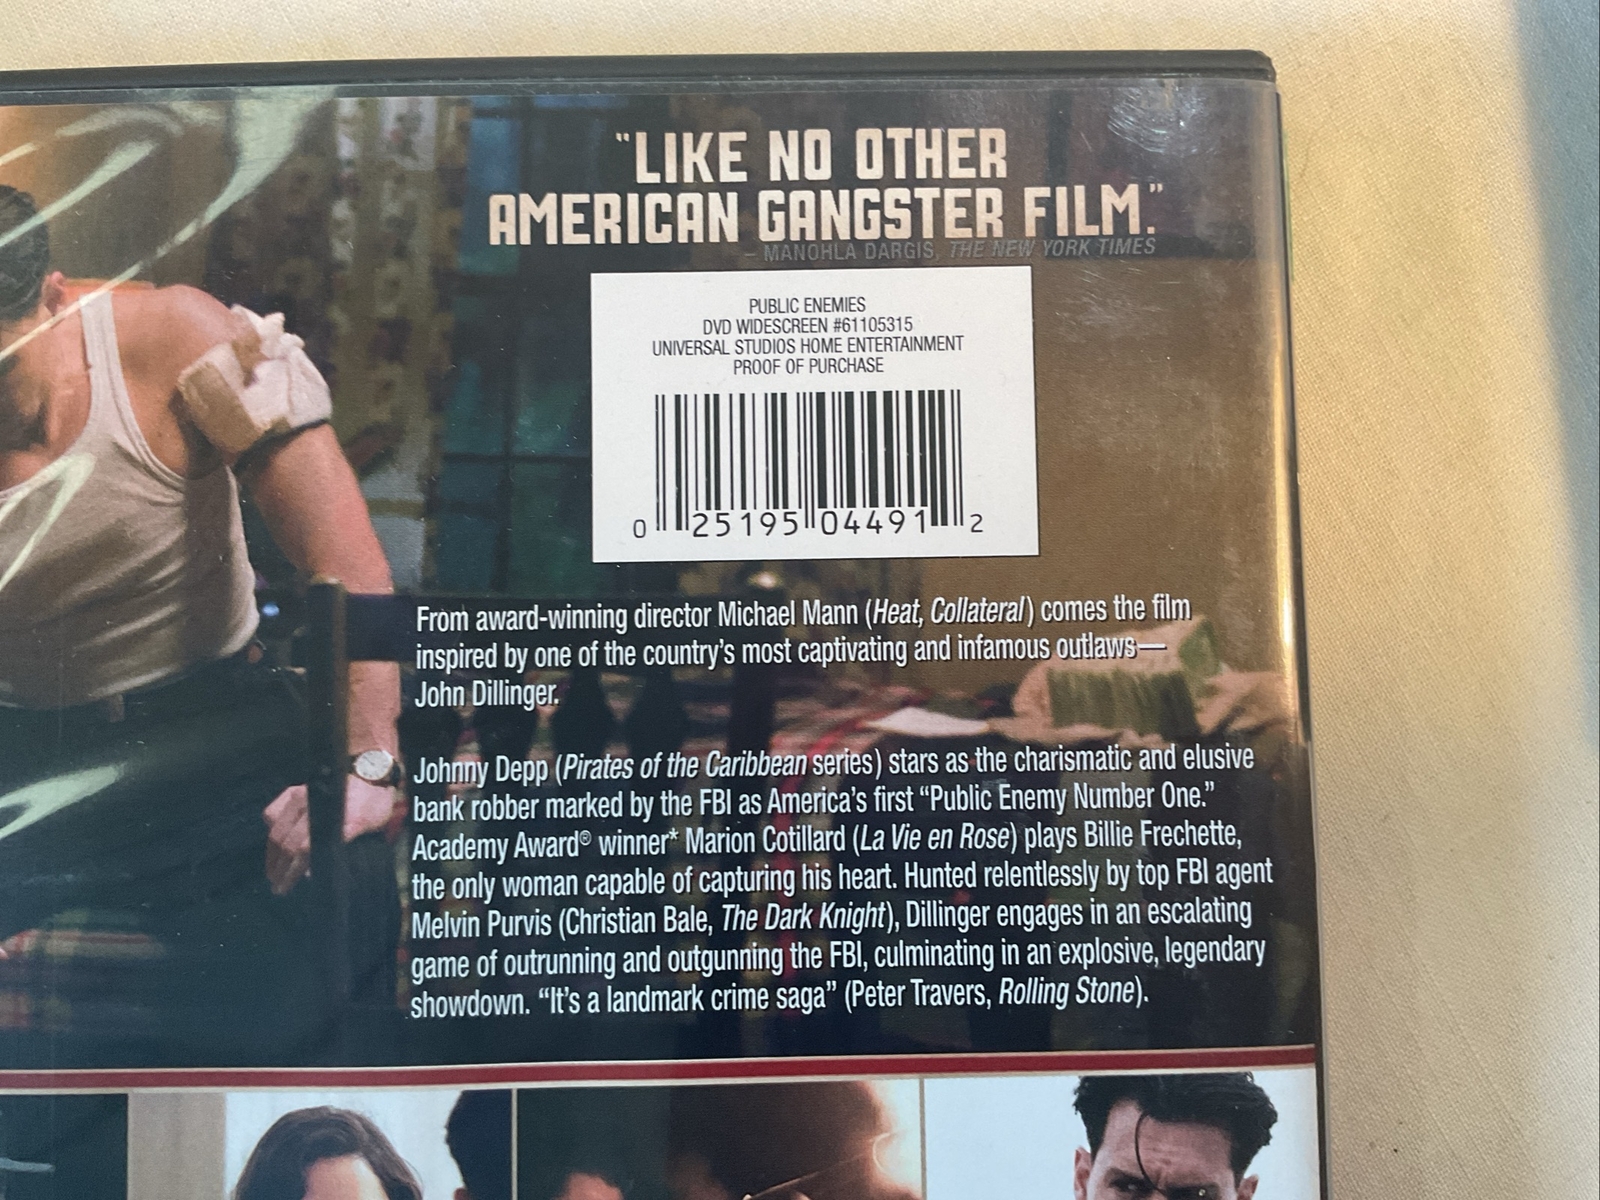 "LIKE NO OTHER
AMERICAN GANGSTER FILM."
– MANOHLA DARGIS, THE NEW YORK TIMES
PUBLIC ENEMIES
DVD WIDESCREEN #61105315
UNIVERSAL STUDIOS HOME ENTERTAINMENT
PROOF OF PURCHASE
0 25195 04491 2
From award-winning director Michael Mann (Heat, Collateral) comes the film
inspired by one of the country's most captivating and infamous outlaws—
John Dillinger.
Johnny Depp (Pirates of the Caribbean series) stars as the charismatic and elusive
bank robber marked by the FBI as America's first "Public Enemy Number One."
Academy Award® winner* Marion Cotillard (La Vie en Rose) plays Billie Frechette,
the only woman capable of capturing his heart. Hunted relentlessly by top FBI agent
Melvin Purvis (Christian Bale, The Dark Knight), Dillinger engages in an escalating
game of outrunning and outgunning the FBI, culminating in an explosive, legendary
showdown. "It's a landmark crime saga" (Peter Travers, Rolling Stone).